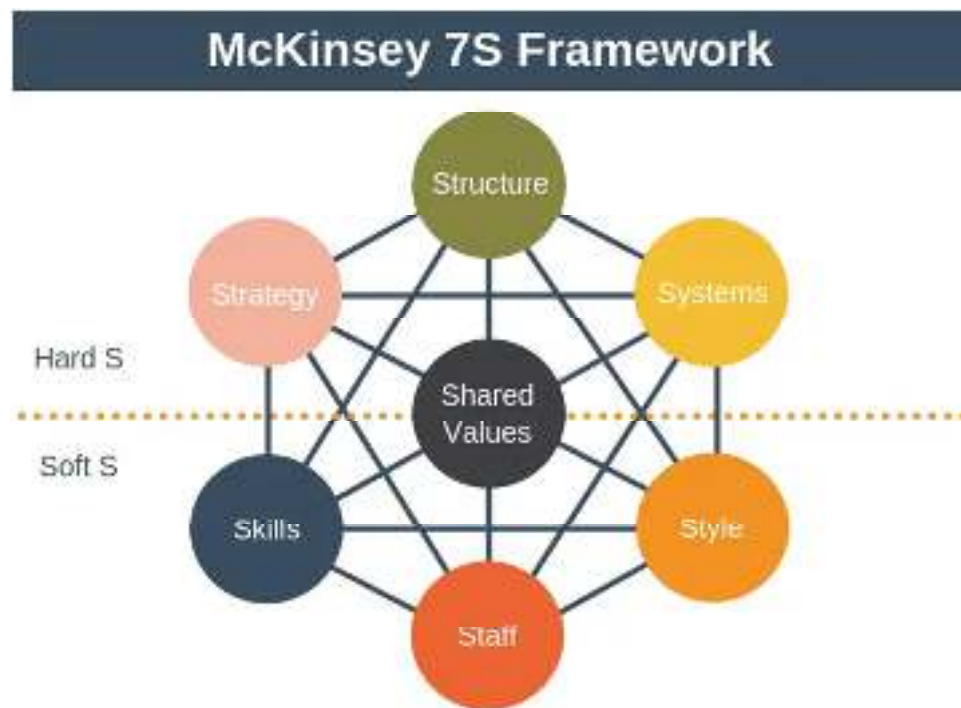 McKinsey 7S Framework
Structure
Strategy
Systems
Hard S
Shared
Values
Soft S
Skills
Style
Staff